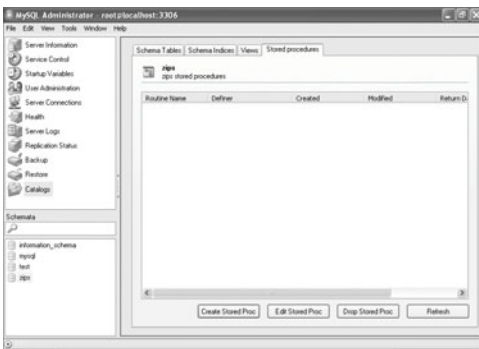 MySQL Administrator - root@localhost:3306
File Edit View Tools Window Help
Server Information
Service Control
Startup Variables
User Administration
Server Connections
Health
Server Logs
Replication Status
Backup
Restore
Catalogs
Schemata
information_schema
mysql
test
zips
Schema Tables Schema Indices Views Stored procedures
zips
zips stored procedures
Routine Name Definer Created Modified Return D
Create Stored Proc Edit Stored Proc Drop Stored Proc Refresh